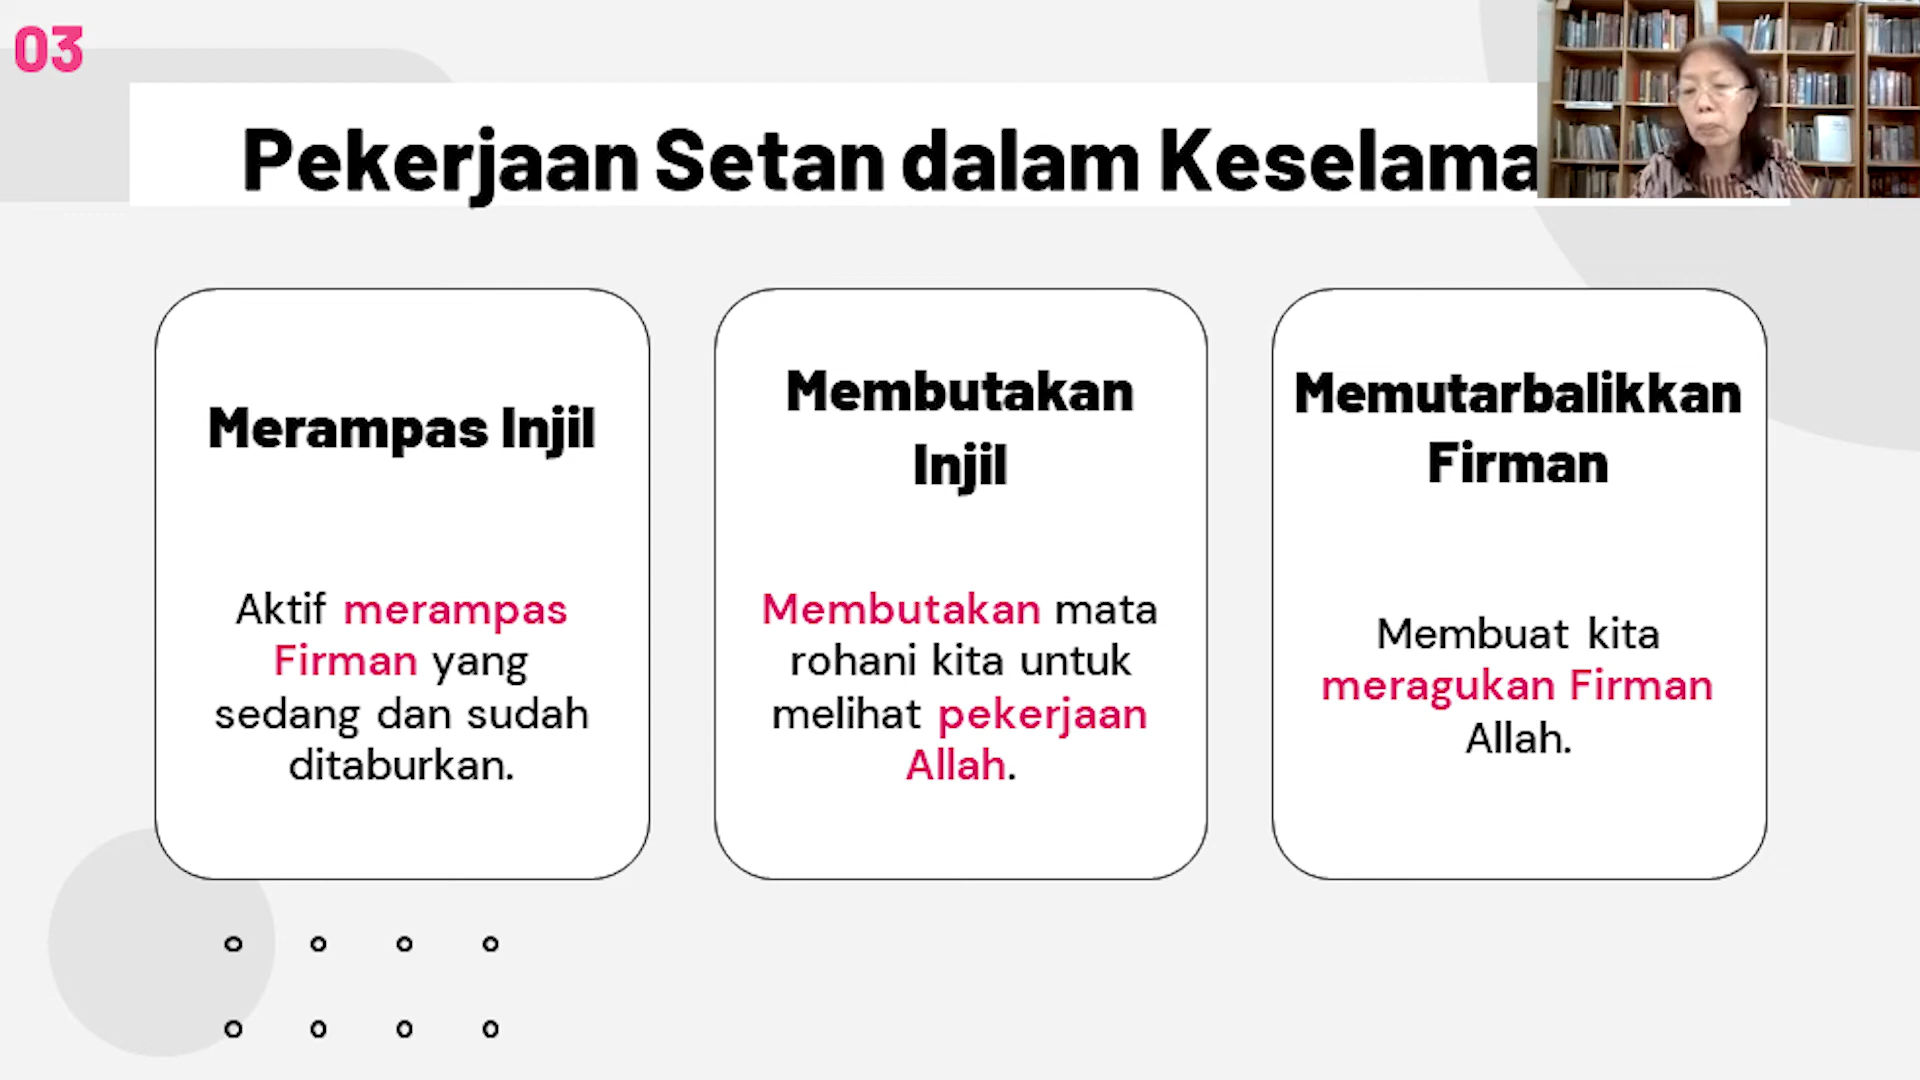 03
Pekerjaan Setan dalam Keselama
Merampas Injil
Aktif merampas
Firman yang
sedang dan sudah
ditaburkan.
Membutakan
Injil
Membutakan mata
rohani kita untuk
melihat pekerjaan
Allah.
Memutarbalikkan
Firman
Membuat kita
meragukan Firman
Allah.